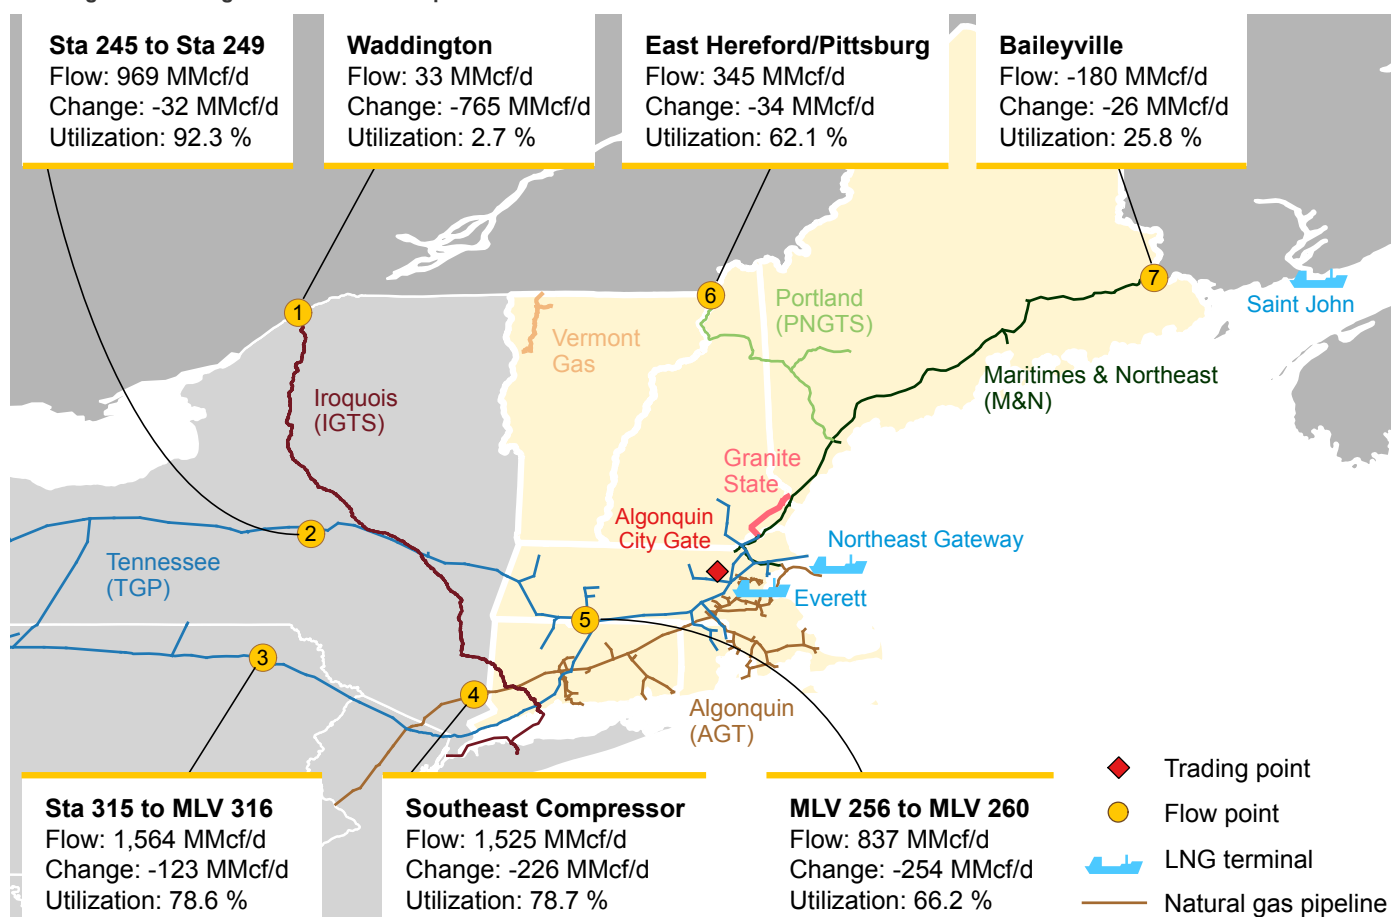 Sta 245 to Sta 249
Flow: 969 MMcf/d
Change: -32 MMcf/d
Utilization: 92.3 %
Waddington
Flow: 33 MMcf/d
Change: -765 MMcf/d
Utilization: 2.7 %
East Hereford/Pittsburg
Flow: 345 MMcf/d
Change: -34 MMcf/d
Utilization: 62.1 %
Baileyville
Flow: -180 MMcf/d
Change: -26 MMcf/d
Utilization: 25.8 %
1
6
7
Portland
(PNGTS)
Saint John
Vermont
Gas
Maritimes & Northeast
(M&N)
Iroquois
(IGTS)
Granite
State
Algonquin
City Gate
2
Northeast Gateway
Tennessee
(TGP)
Everett
5
3
4
Algonquin
(AGT)
Sta 315 to MLV 316
Flow: 1,564 MMcf/d
Change: -123 MMcf/d
Utilization: 78.6 %
Southeast Compressor
Flow: 1,525 MMcf/d
Change: -226 MMcf/d
Utilization: 78.7 %
MLV 256 to MLV 260
Flow: 837 MMcf/d
Change: -254 MMcf/d
Utilization: 66.2 %
Trading point
Flow point
LNG terminal
Natural gas pipeline